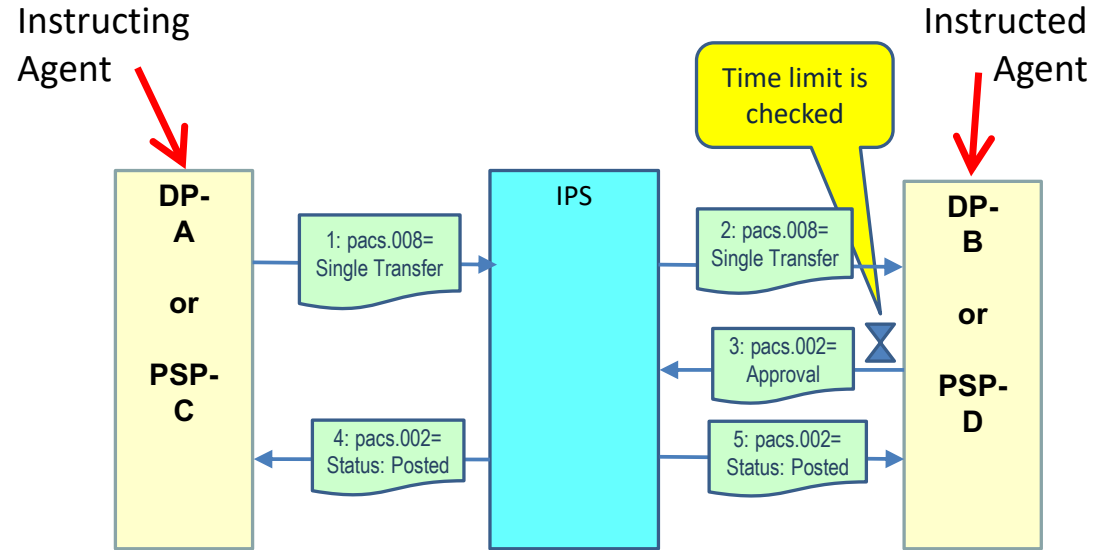 Instructing
Agent
Instructed
Agent
Time limit is
checked
DP-
A
or
PSP-
C
1: pacs.008=
Single Transfer
IPS
2: pacs.008=
Single Transfer
3: pacs.002=
Approval
4: pacs.002=
Status: Posted
5: pacs.002=
Status: Posted
DP-
B
or
PSP-
D